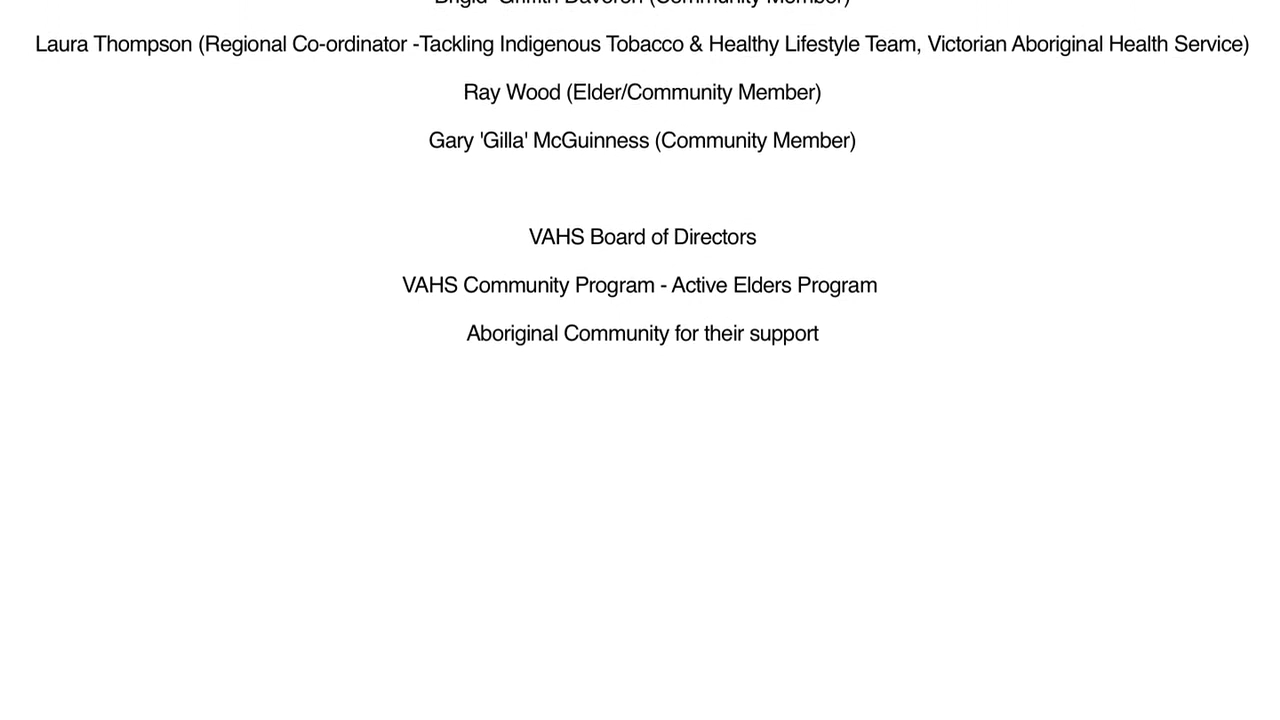 (Community Member)
Laura Thompson (Regional Co-ordinator -Tackling Indigenous Tobacco & Healthy Lifestyle Team, Victorian Aboriginal Health Service)
Ray Wood (Elder/Community Member)
Gary 'Gilla' McGuinness (Community Member)
VAHS Board of Directors
VAHS Community Program - Active Elders Program
Aboriginal Community for their support